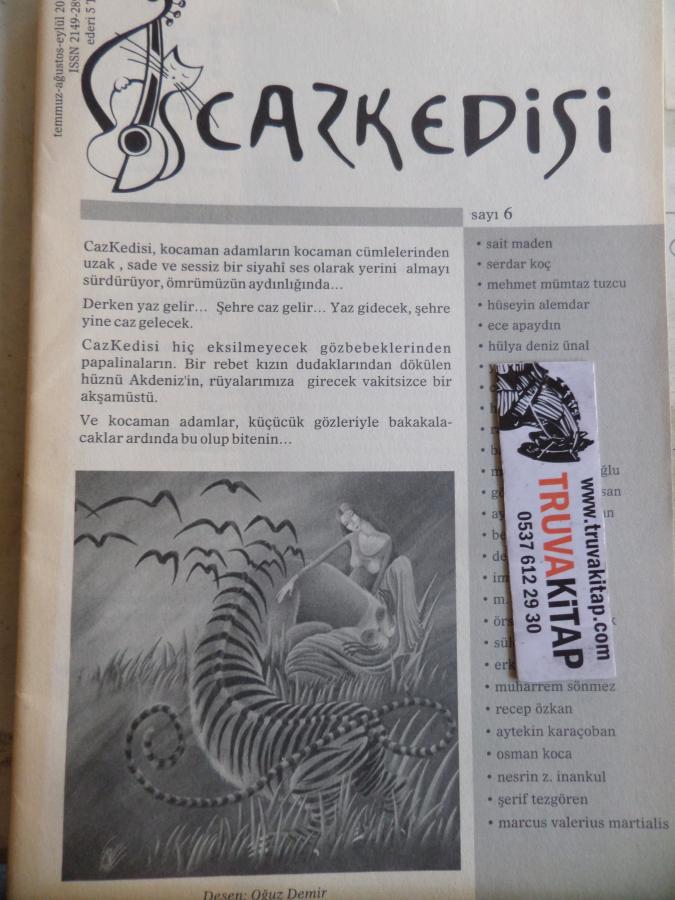 temmuz-ağustos-eylül
ISSN
ederi 5
CAZKEDİSİ
sayı 6
CazKedisi, kocaman adamların kocaman cümlelerinden
uzak , sade ve sessiz bir siyahî ses olarak yerini almayı
sürdürüyor, ömrümüzün aydınlığında...
Derken yaz gelir... Şehre caz gelir... Yaz gidecek, şehre
yine caz gelecek.
CazKedisi hiç eksilmeyecek gözbebeklerinden
papalinaların. Bir rebet kızın dudaklarından dökülen
hüznü Akdeniz'in, rüyalarımıza girecek vakitsizce bir
akşamüstü.
Ve kocaman adamlar, küçücük gözleriyle bakakala-
caklar ardında bu olup bitenin...
• sait maden
• serdar koç
• mehmet mümtaz tuzcu
• hüseyin alemdar
• ece apaydın
• hülya deniz ünal
• muharrem sönmez
• recep özkan
• aytekin karaçoban
• osman koca
• nesrin z. inankul
• şerif tezgören
• marcus valerius martialis
www.truvakitap.com
TRUVAKİTAP
0537 612 29 30
Desen: Oğuz Demir